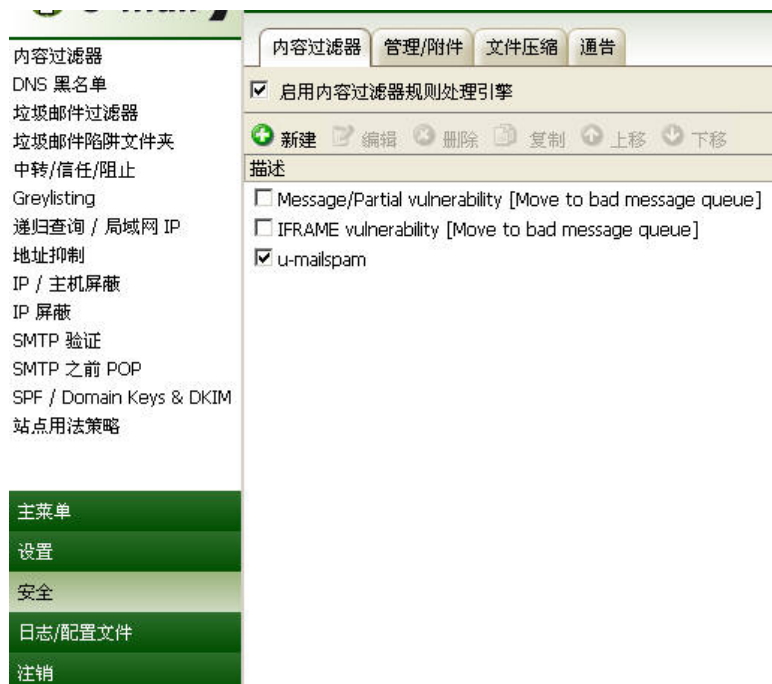 内容过滤器
DNS 黑名单
垃圾邮件过滤器
垃圾邮件陷阱文件夹
中转/信任/阻止
Greylisting
递归查询 / 局域网 IP
地址抑制
IP / 主机屏蔽
IP 屏蔽
SMTP 验证
SMTP 之前 POP
SPF / Domain Keys & DKIM
站点用法策略
主菜单
设置
安全
日志/配置文件
注销
内容过滤器 管理/附件 文件压缩 通告
启用内容过滤器规则处理引擎
新建 编辑 删除 复制 上移 下移
描述
Message/Partial vulnerability [Move to bad message queue]
IFRAME vulnerability [Move to bad message queue]
u-mailspam